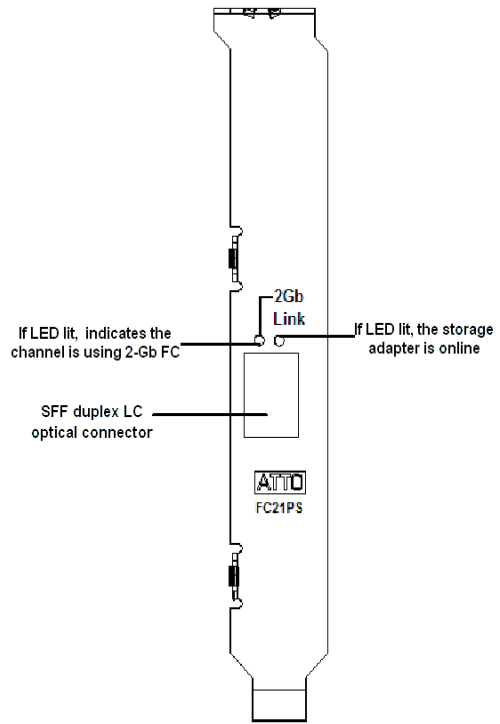 2Gb
Link
If LED lit, indicates the
channel is using 2-Gb FC
If LED lit, the storage
adapter is online
SFF duplex LC
optical connector
ATTO
FC21PS